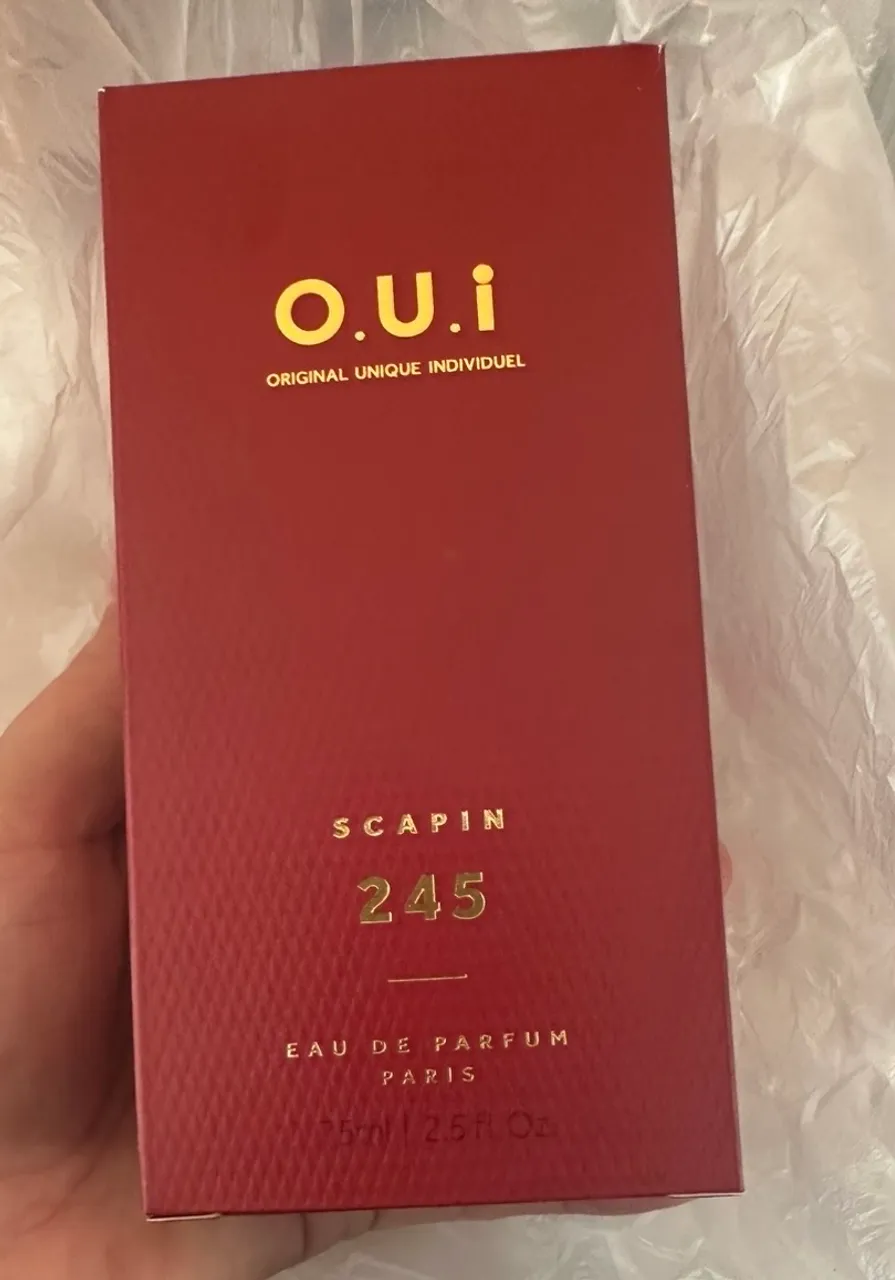 O.U.i
ORIGINAL UNIQUE INDIVIDUEL
SCAPIN
245
EAU DE PARFUM
PARIS
75ml | 2.5 fl Oz.